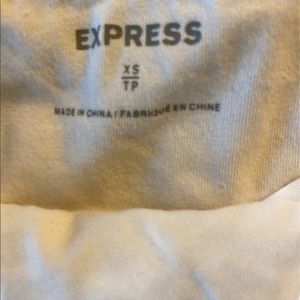 EXPRESS
XS
TP
MADE IN CHINA / FABRIQUÉ EN CHINE